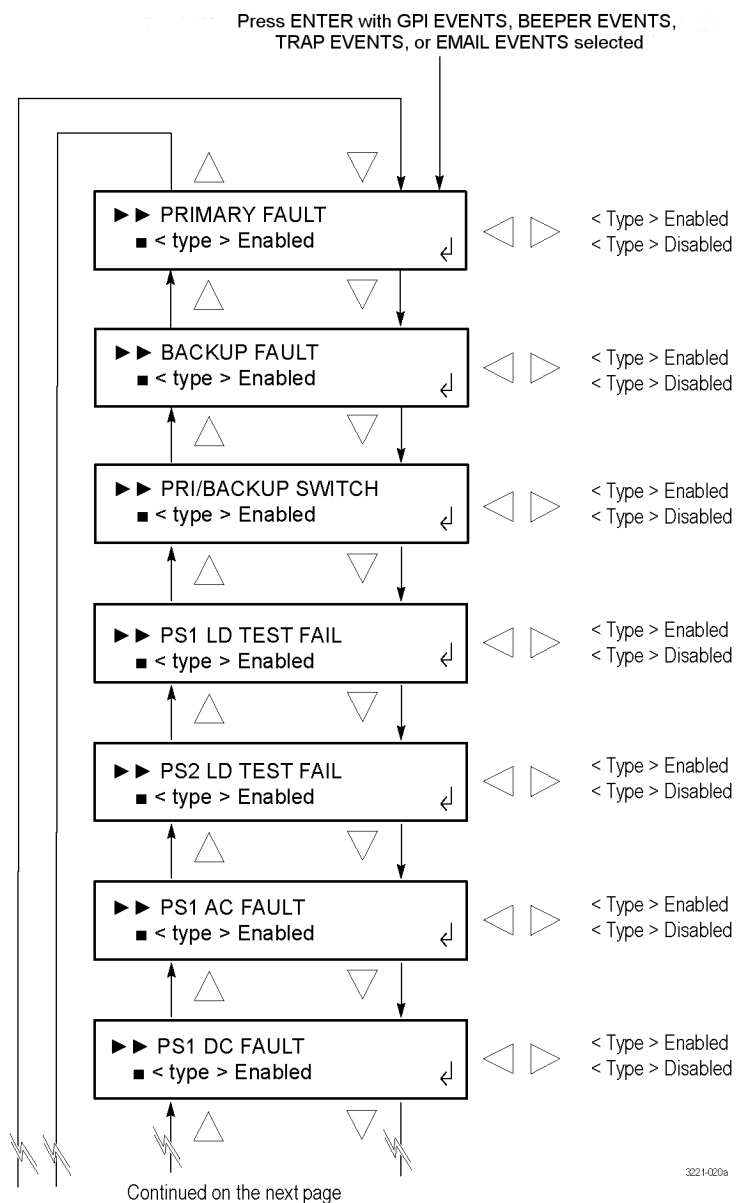 Press ENTER with GPI EVENTS, BEEPER EVENTS,
TRAP EVENTS, or EMAIL EVENTS selected
►► PRIMARY FAULT
■ < type > Enabled
< Type > Enabled
< Type > Disabled
►► BACKUP FAULT
■ < type > Enabled
< Type > Enabled
< Type > Disabled
►► PRI/BACKUP SWITCH
■ < type > Enabled
< Type > Enabled
< Type > Disabled
►► PS1 LD TEST FAIL
■ < type > Enabled
< Type > Enabled
< Type > Disabled
►► PS2 LD TEST FAIL
■ < type > Enabled
< Type > Enabled
< Type > Disabled
►► PS1 AC FAULT
■ < type > Enabled
< Type > Enabled
< Type > Disabled
►► PS1 DC FAULT
■ < type > Enabled
< Type > Enabled
< Type > Disabled
3221-020a
Continued on the next page